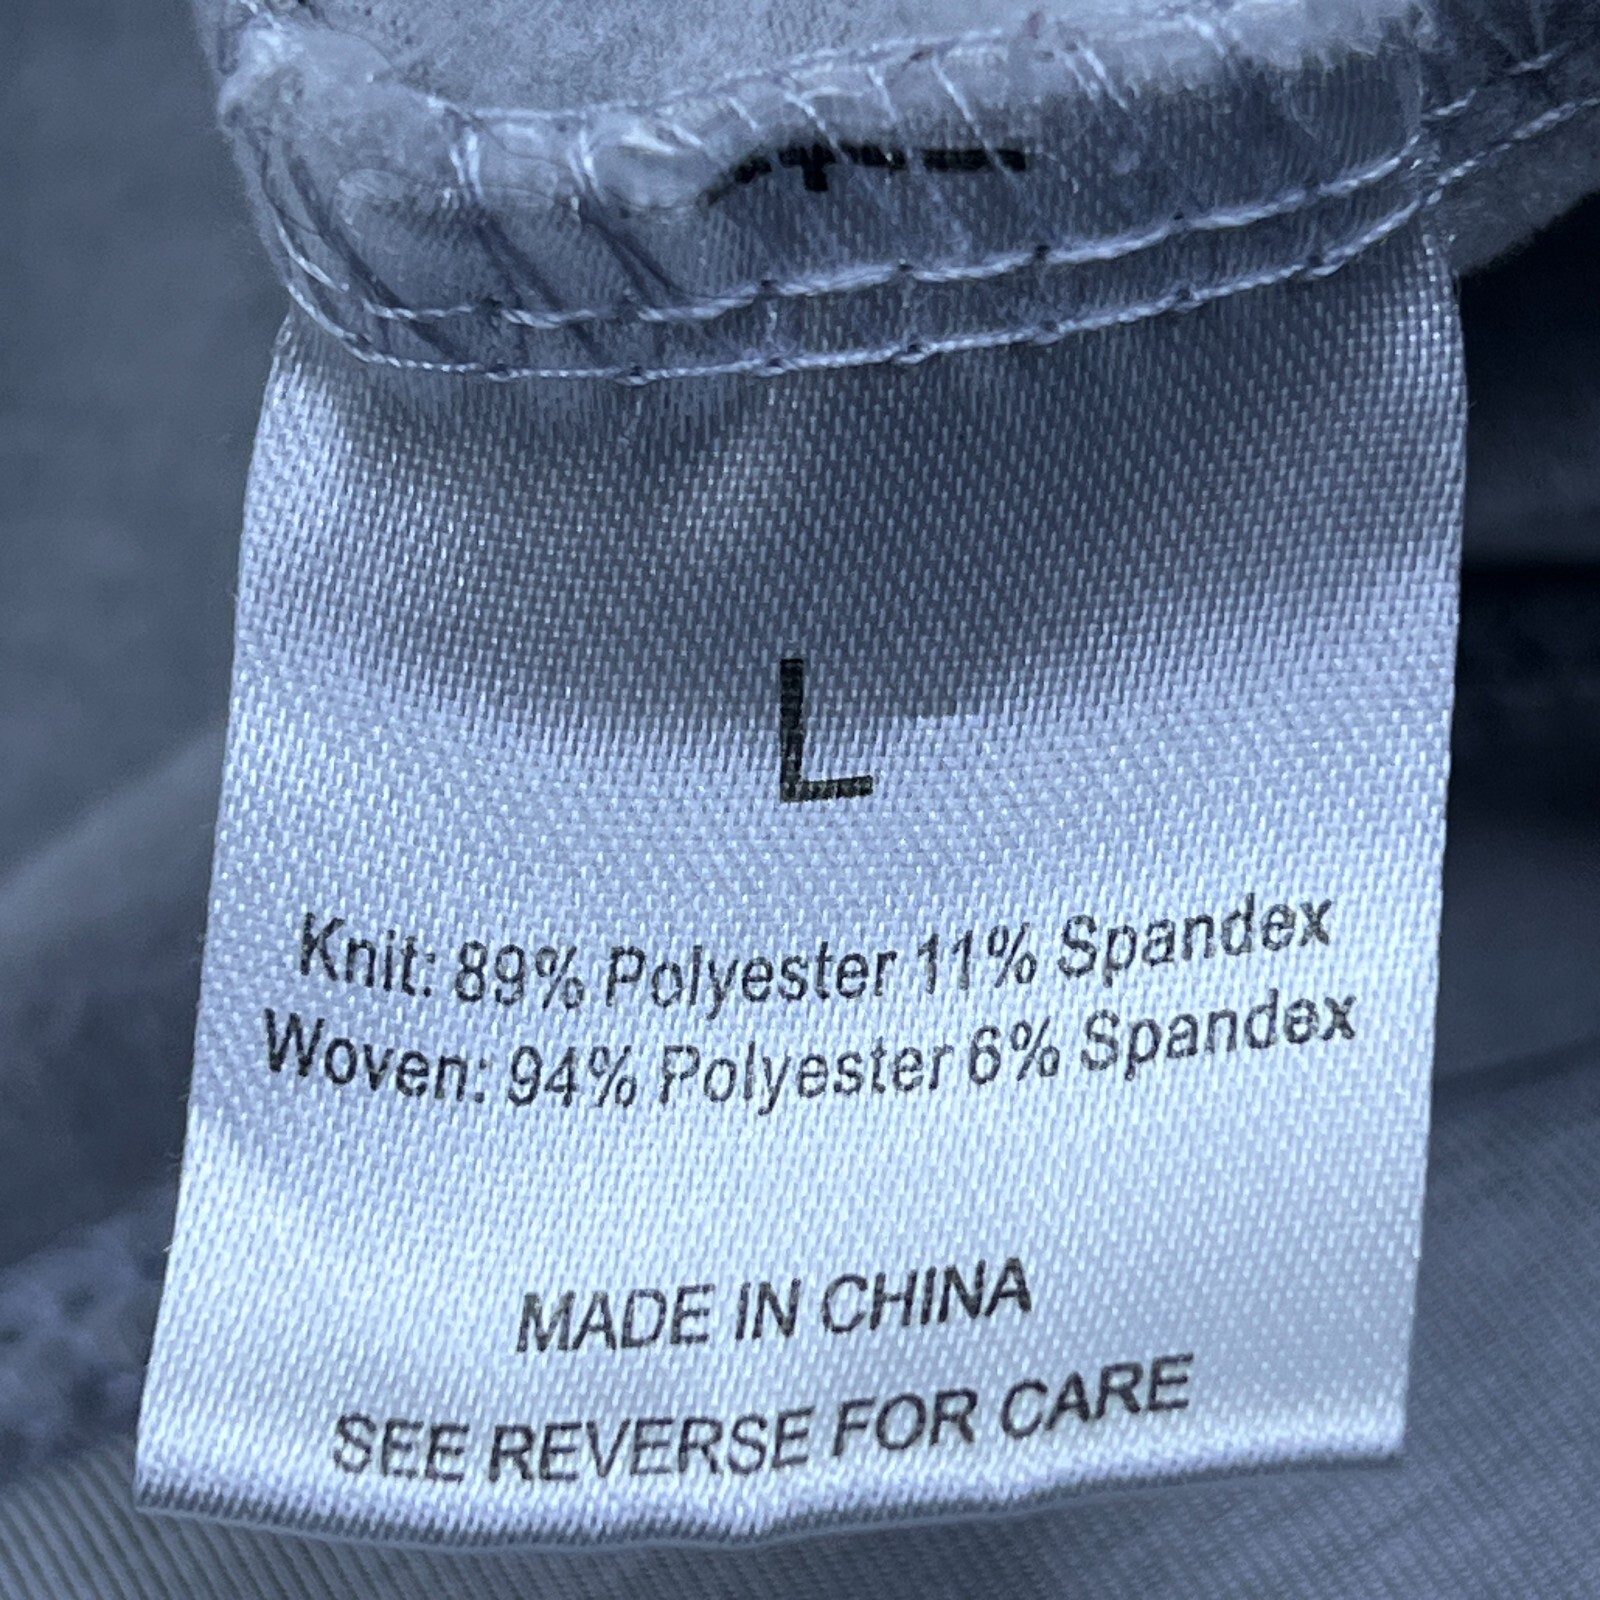 L
Knit: 89% Polyester 11% Spandex
Woven: 94% Polyester 6% Spandex
MADE IN CHINA
SEE REVERSE FOR CARE